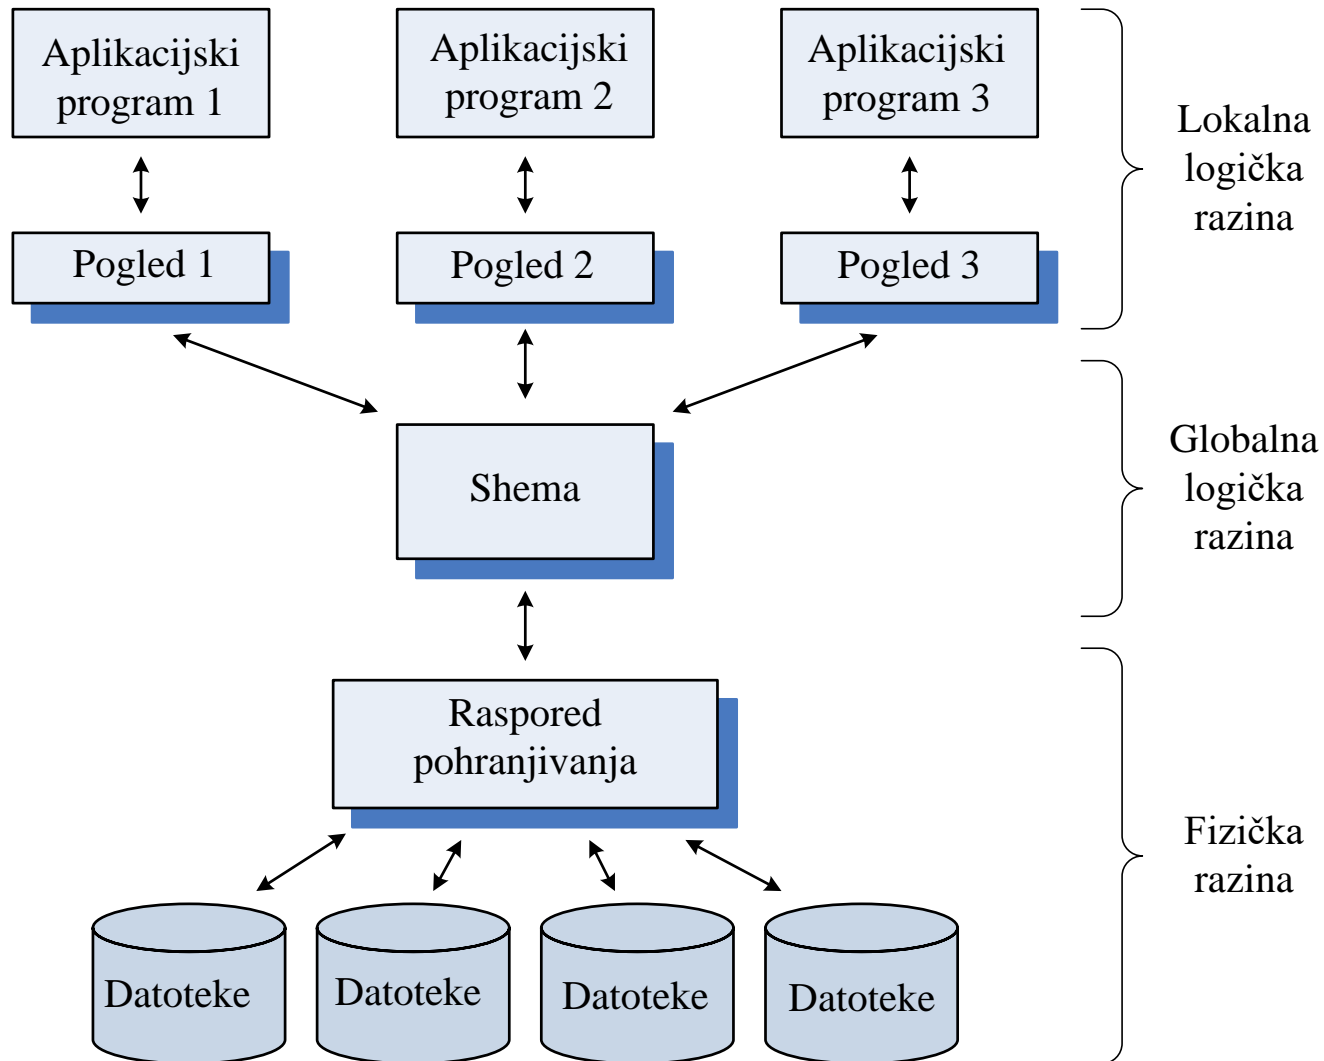 Aplikacijski
program 1
Aplikacijski
program 2
Aplikacijski
program 3
Lokalna
logička
razina
Pogled 1
Pogled 2
Pogled 3
Shema
Globalna
logička
razina
Raspored
pohranjivanja
Fizička
razina
Datoteke
Datoteke
Datoteke
Datoteke